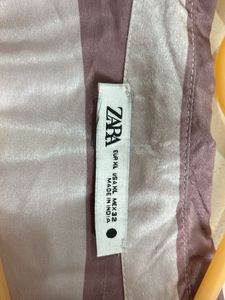 ZARA
EUR XL USA XL MEX 32
MADE IN INDIA